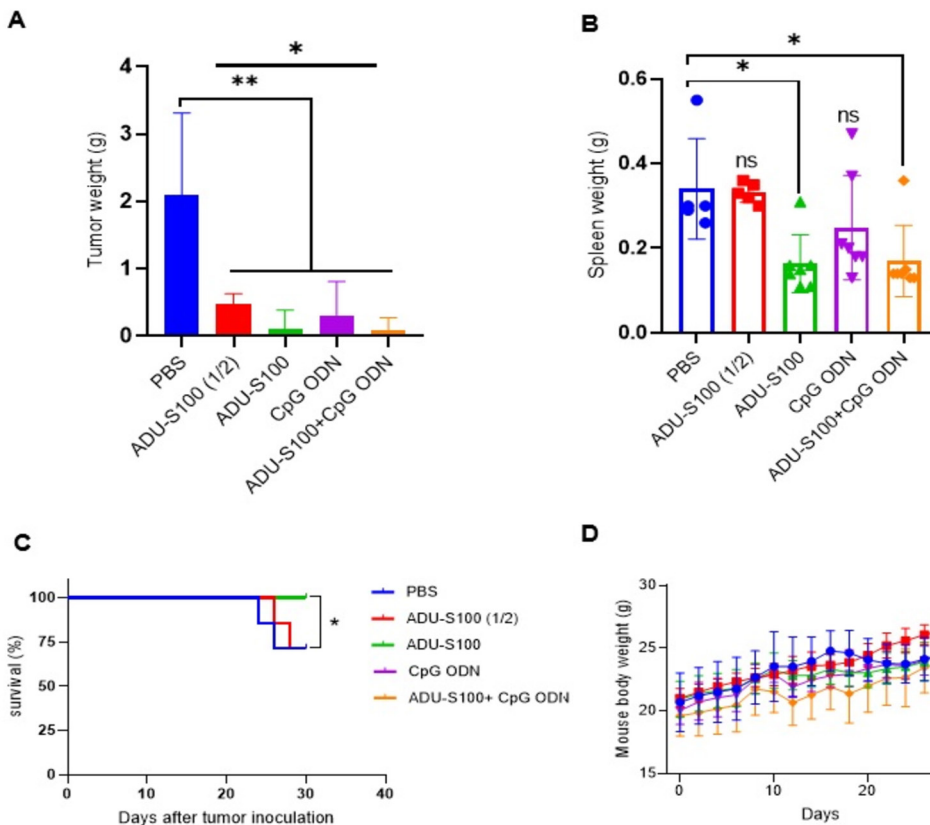 A
Tumor weight (g)
4
3
2
1
0
*
**
PBS
ADU-S100 (1/2)
ADU-S100
CpG ODN
ADU-S100+CpG ODN
B
Spleen weight (g)
0.6
0.4
0.2
0.0
*
*
ns
ns
PBS
ADU-S100 (1/2)
ADU-S100
CpG ODN
ADU-S100+CpG ODN
C
survival (%)
100
75
50
25
0
0
10
20
30
40
Days after tumor inoculation
*
PBS
ADU-S100 (1/2)
ADU-S100
CpG ODN
ADU-S100+ CpG ODN
D
Mouse body weight (g)
30
25
20
15
0
10
20
Days